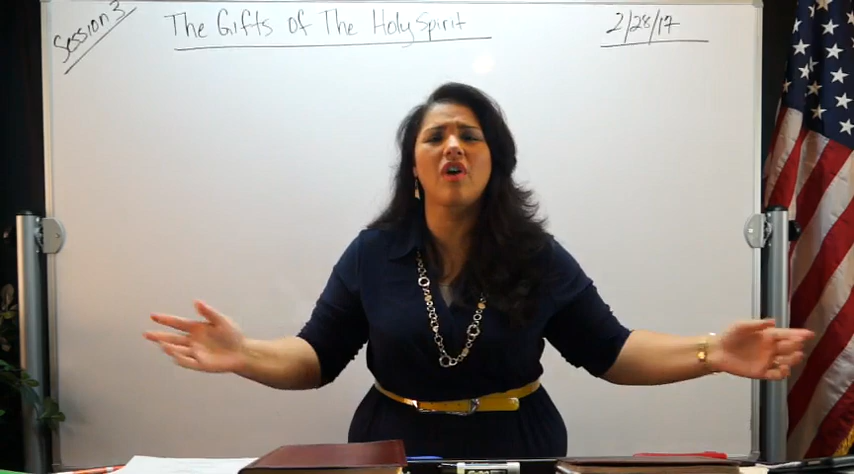 Session 3
The Gifts of The Holy Spirit
2/28/17